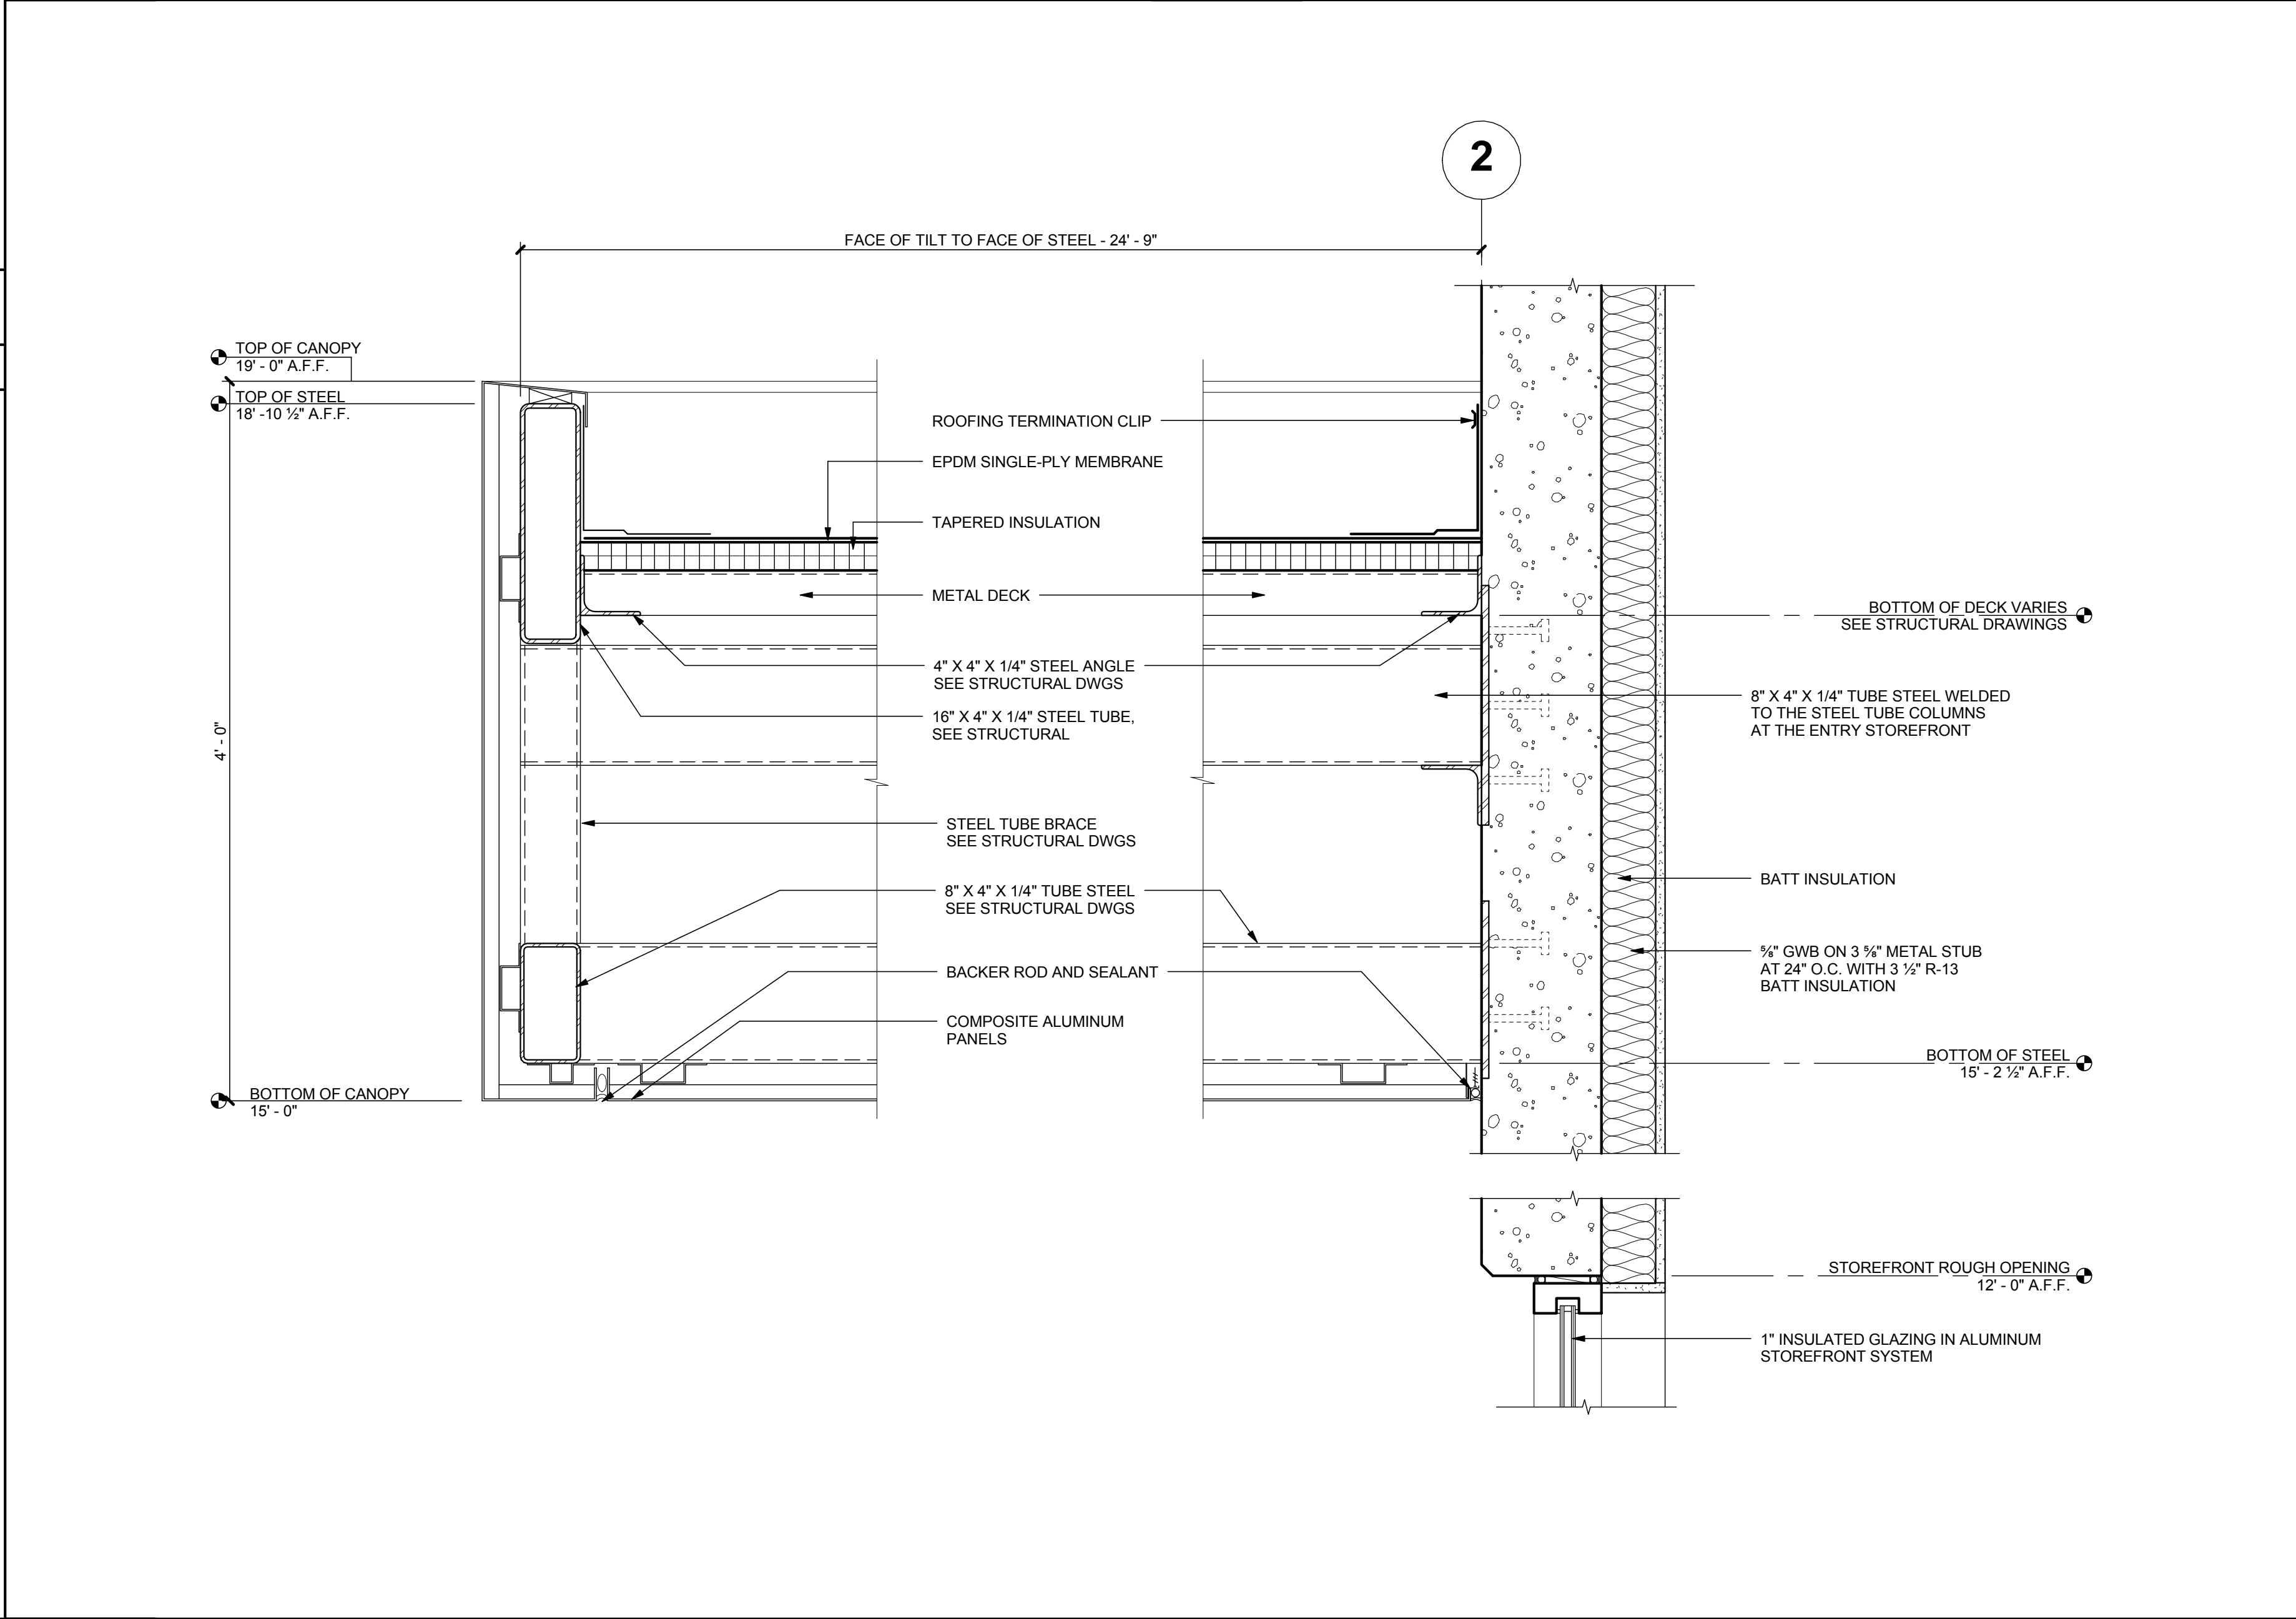 2
FACE OF TILT TO FACE OF STEEL - 24' - 9"
TOP OF CANOPY
19' - 0" A.F.F.
TOP OF STEEL
18' -10 ½" A.F.F.
4' - 0"
BOTTOM OF CANOPY
15' - 0"
ROOFING TERMINATION CLIP
EPDM SINGLE-PLY MEMBRANE
TAPERED INSULATION
METAL DECK
4" X 4" X 1/4" STEEL ANGLE
SEE STRUCTURAL DWGS
16" X 4" X 1/4" STEEL TUBE,
SEE STRUCTURAL
STEEL TUBE BRACE
SEE STRUCTURAL DWGS
8" X 4" X 1/4" TUBE STEEL
SEE STRUCTURAL DWGS
BACKER ROD AND SEALANT
COMPOSITE ALUMINUM
PANELS
BOTTOM OF DECK VARIES
SEE STRUCTURAL DRAWINGS
8" X 4" X 1/4" TUBE STEEL WELDED
TO THE STEEL TUBE COLUMNS
AT THE ENTRY STOREFRONT
BATT INSULATION
⅝" GWB ON 3 ⅝" METAL STUB
AT 24" O.C. WITH 3 ½" R-13
BATT INSULATION
BOTTOM OF STEEL
15' - 2 ½" A.F.F.
STOREFRONT ROUGH OPENING
12' - 0" A.F.F.
1" INSULATED GLAZING IN ALUMINUM
STOREFRONT SYSTEM